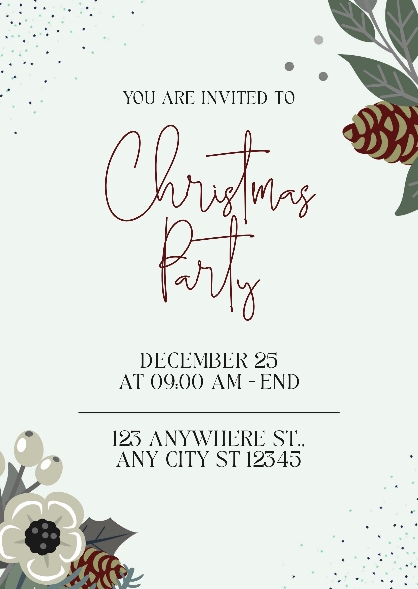 YOU ARE INVITED TO
Christmas
Party
DECEMBER 25
AT 09.00 AM - END
123 ANYWHERE ST.,
ANY CITY ST 12345